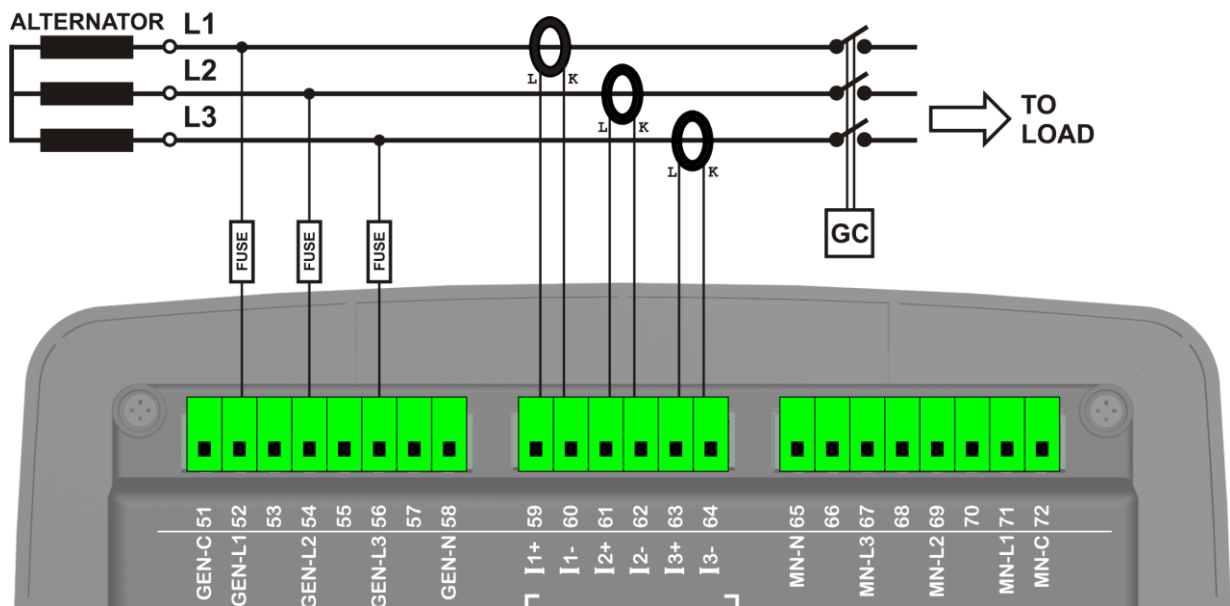 ALTERNATOR
L1
L2
L3
L K
L K
L K
TO
LOAD
GC
FUSE
FUSE
FUSE
GEN-C 51
GEN-L1 52
53
GEN-L2 54
55
GEN-L3 56
57
GEN-N 58
I1+ 59
I1- 60
I2+ 61
I2- 62
I3+ 63
I3- 64
MN-N 65
66
MN-L3 67
68
MN-L2 69
70
MN-L1 71
MN-C 72